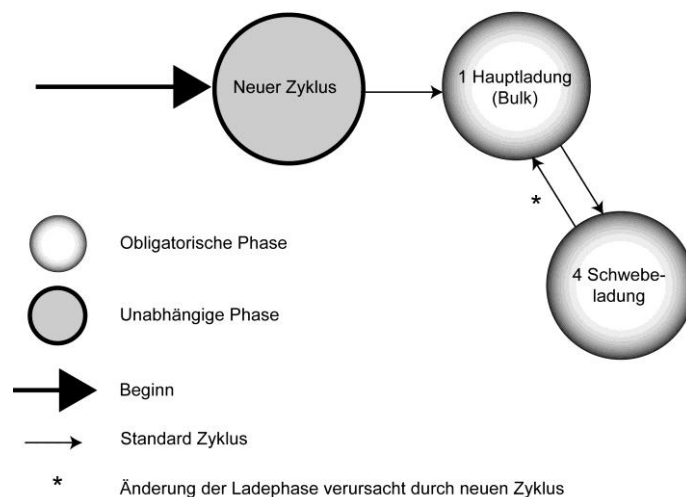 Neuer Zyklus
1 Hauptladung
(Bulk)
*
4 Schwebe-
ladung
Obligatorische Phase
Unabhängige Phase
Beginn
Standard Zyklus
* Änderung der Ladephase verursacht durch neuen Zyklus